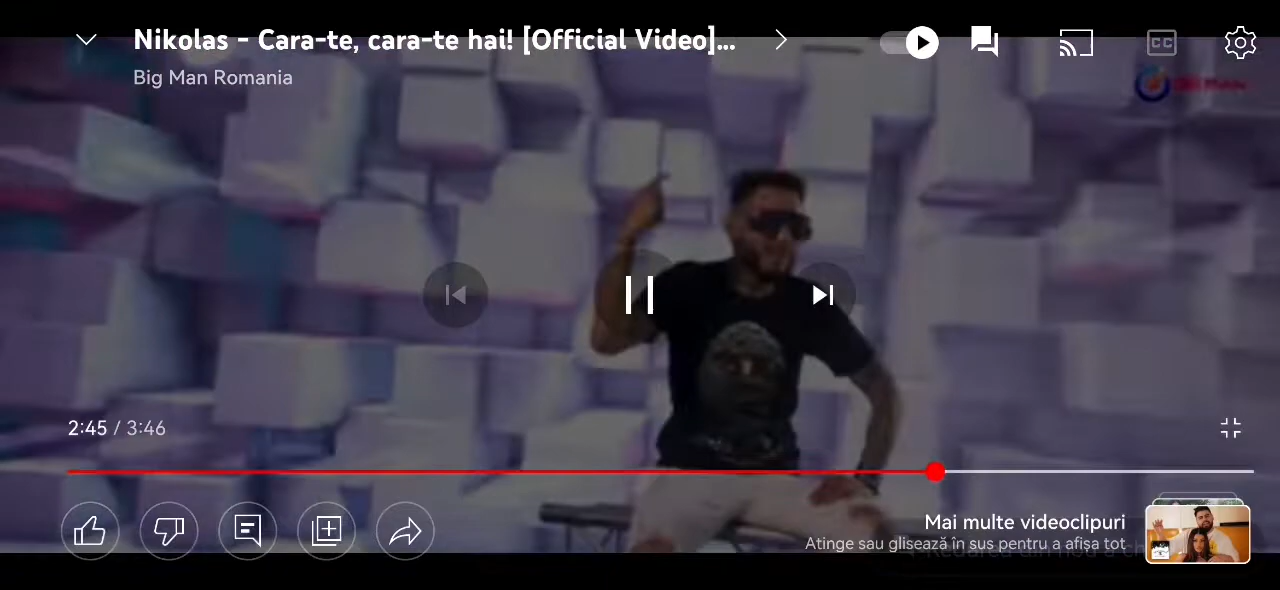 Nikolas - Cara-te, cara-te hai! [Official Video]...
Big Man Romania
CC
2:45 / 3:46
Mai multe videoclipuri
Atinge sau glisează în sus pentru a afișa tot